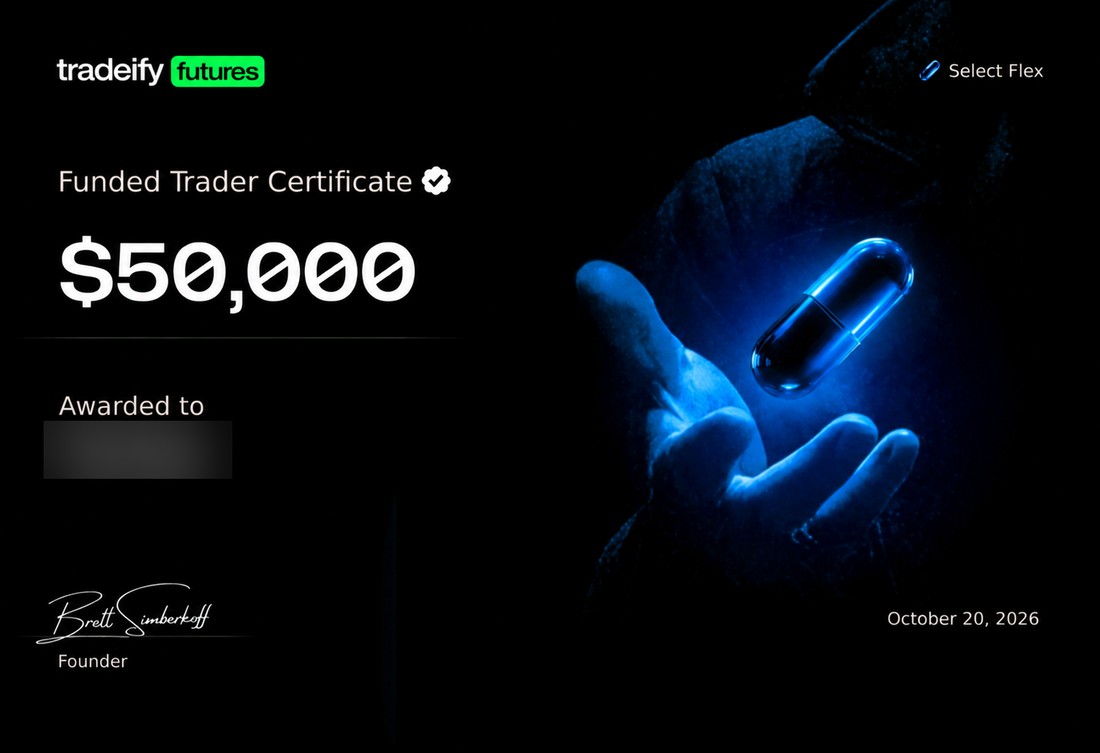 tradeify futures
Select Flex
Funded Trader Certificate
$50,000
Awarded to
Brett Simberkoff
Founder
October 20, 2026